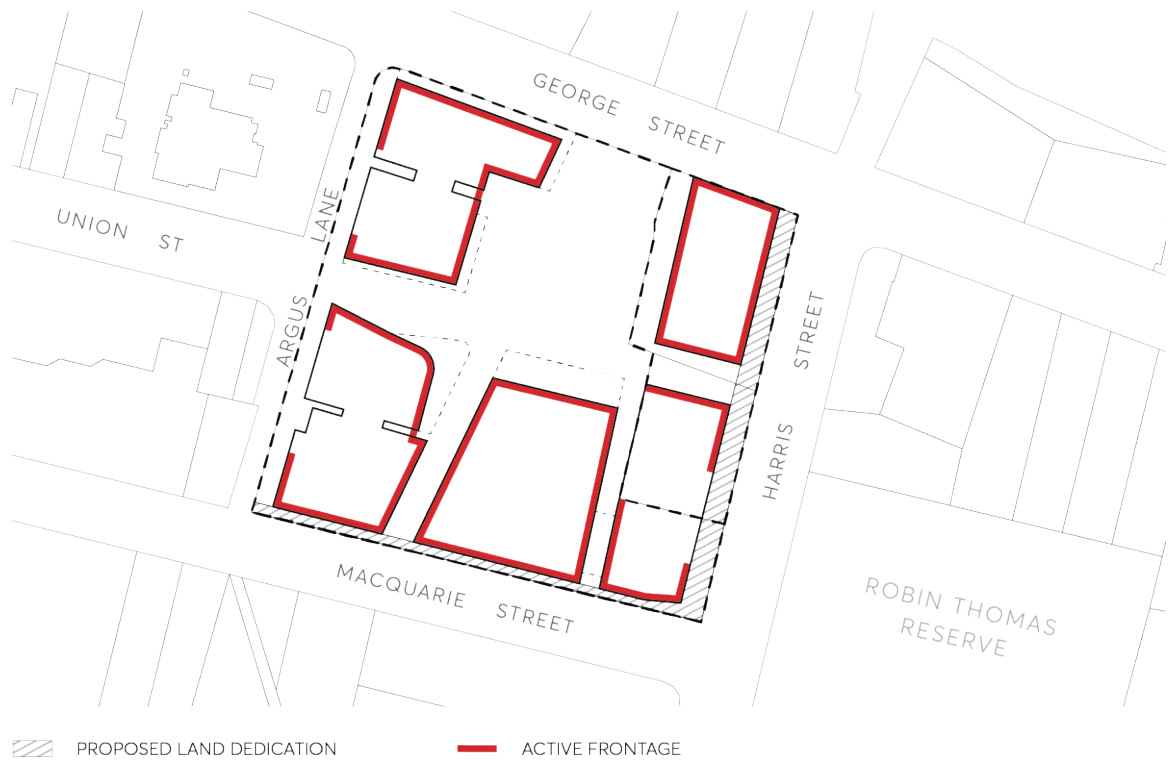 GEORGE STREET
UNION ST
ARGUS LANE
HARRIS STREET
MACQUARIE STREET
ROBIN THOMAS
RESERVE
PROPOSED LAND DEDICATION
ACTIVE FRONTAGE